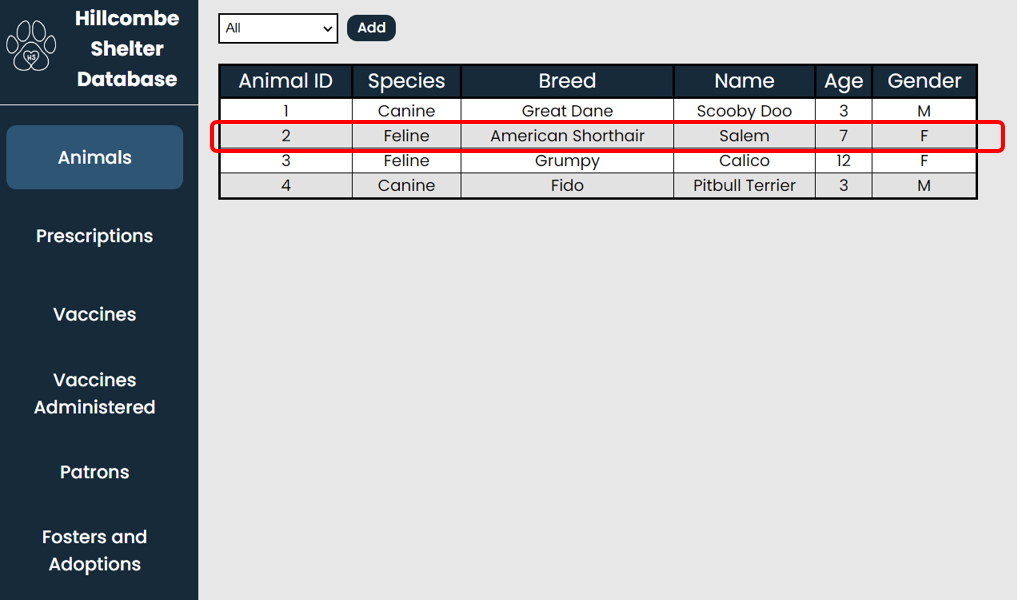 Hillcombe
Shelter
Database
HS
Animals
Prescriptions
Vaccines
Vaccines
Administered
Patrons
Fosters and
Adoptions
All Add
Animal ID Species Breed Name Age Gender
1 Canine Great Dane Scooby Doo 3 M
2 Feline American Shorthair Salem 7 F
3 Feline Grumpy Calico 12 F
4 Canine Fido Pitbull Terrier 3 M